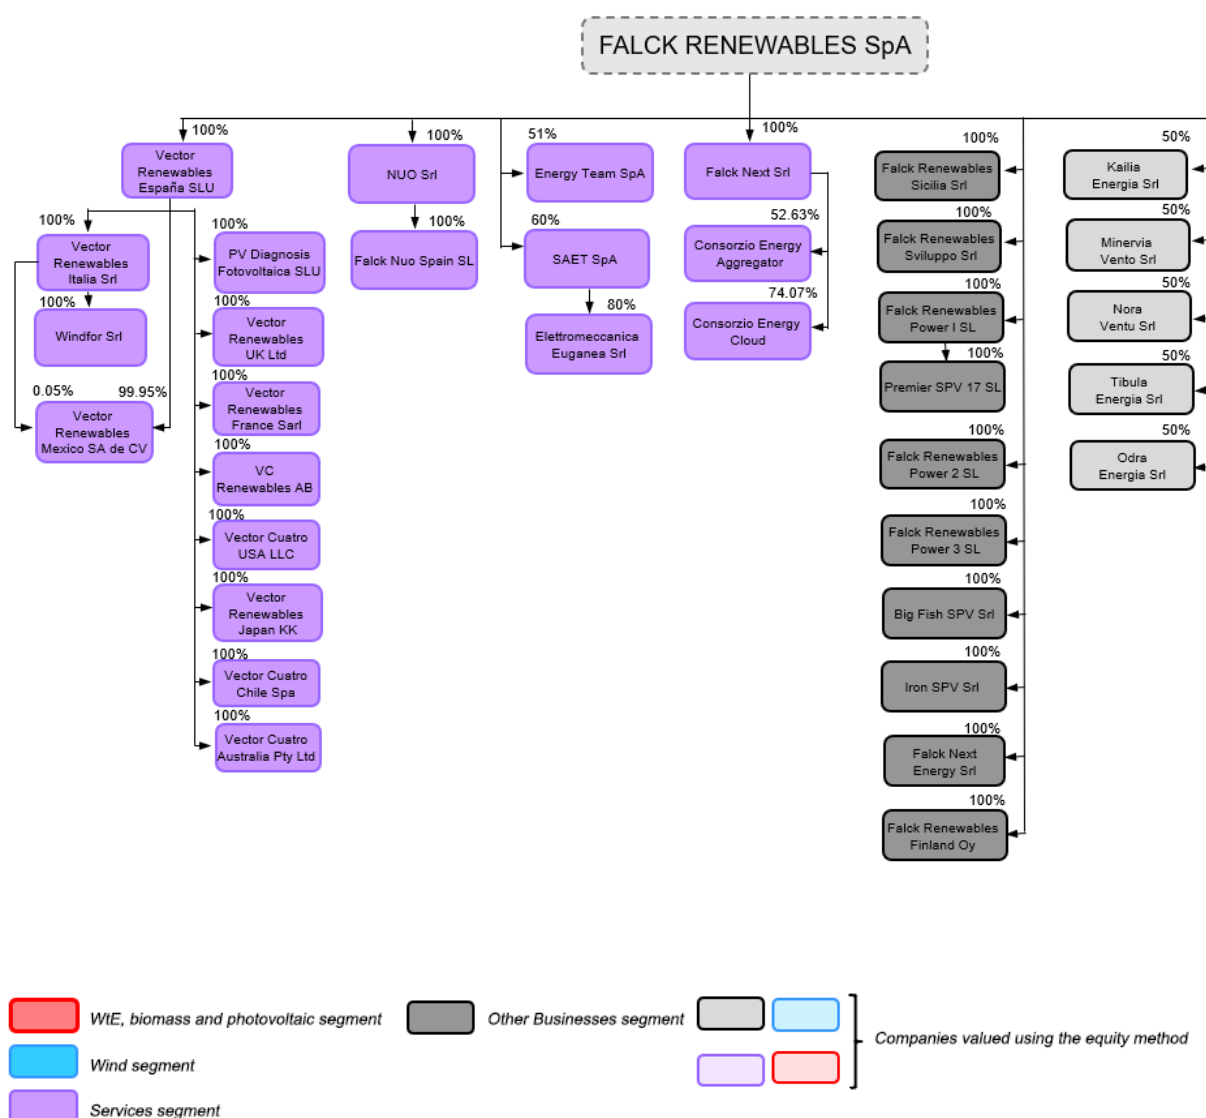 FALCK RENEWABLES SpA
100%
Vector
Renewables
España SLU
100%
Vector
Renewables
Italia Srl
100%
Windfor Srl
0.05%
99.95%
Vector
Renewables
Mexico SA de CV
PV Diagnosis
Fotovoltaica SLU
100%
100%
Vector
Renewables
UK Ltd
100%
Vector
Renewables
France Sarl
100%
VC
Renewables AB
100%
Vector Cuatro
USA LLC
100%
Vector
Renewables
Japan KK
100%
Vector Cuatro
Chile Spa
100%
Vector Cuatro
Australia Pty Ltd
100%
NUO Srl
100%
Falck Nuo Spain SL
51%
Energy Team SpA
60%
SAET SpA
80%
Elettromeccanica
Euganea Srl
100%
Falck Next Srl
52.63%
Consorzio Energy
Aggregator
74.07%
Consorzio Energy
Cloud
100%
Falck Renewables
Sicilia Srl
100%
Falck Renewables
Sviluppo Srl
100%
Falck Renewables
Power I SL
100%
Premier SPV 17 SL
100%
Falck Renewables
Power 2 SL
100%
Falck Renewables
Power 3 SL
100%
Big Fish SPV Srl
100%
Iron SPV Srl
100%
Falck Next
Energy Srl
100%
Falck Renewables
Finland Oy
50%
Kailia
Energia Srl
50%
Minervia
Vento Srl
50%
Nora
Ventu Srl
50%
Tibula
Energia Srl
50%
Odra
Energia Srl
WtE, biomass and photovoltaic segment
Wind segment
Services segment
Other Businesses segment
Companies valued using the equity method